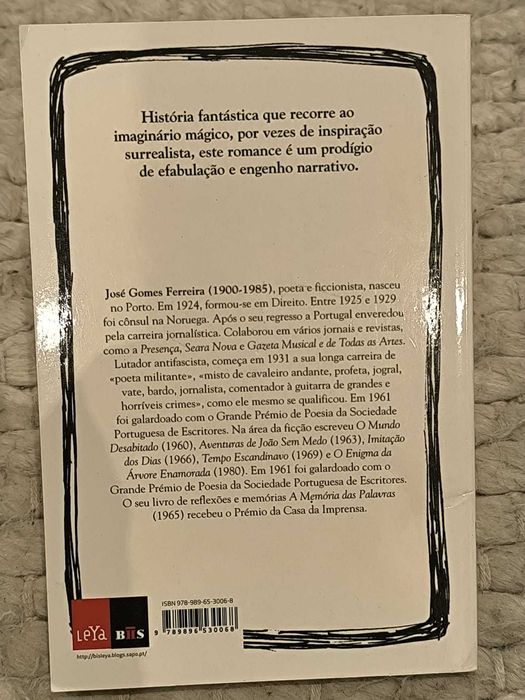 História fantástica que recorre ao
imaginário mágico, por vezes de inspiração
surrealista, este romance é um prodígio
de efabulação e engenho narrativo.
José Gomes Ferreira (1900-1985), poeta e ficcionista, nasceu
no Porto. Em 1924, formou-se em Direito. Entre 1925 e 1929
foi cônsul na Noruega. Após o seu regresso a Portugal enveredou
pela carreira jornalística. Colaborou em vários jornais e revistas,
como a Presença, Seara Nova e Gazeta Musical e de Todas as Artes.
Lutador antifascista, começa em 1931 a sua longa carreira de
«poeta militante», «misto de cavaleiro andante, profeta, jogral,
vate, bardo, jornalista, comentador à guitarra de grandes e
horríveis crimes», como ele mesmo se qualificou. Em 1961
foi galardoado com o Grande Prémio de Poesia da Sociedade
Portuguesa de Escritores. Na área da ficção escreveu O Mundo
Desabitado (1960), Aventuras de João Sem Medo (1963), Imitação
dos Dias (1966), Tempo Escandinavo (1969) e O Enigma da
Árvore Enamorada (1980). Em 1961 foi galardoado com o
Grande Prémio de Poesia da Sociedade Portuguesa de Escritores.
O seu livro de reflexões e memórias A Memória das Palavras
(1965) recebeu o Prémio da Casa da Imprensa.
ISBN 978-989-65-3006-8
9 789896 530068
LeYa BIIS
http://bisleya.blogs.sapo.pt/